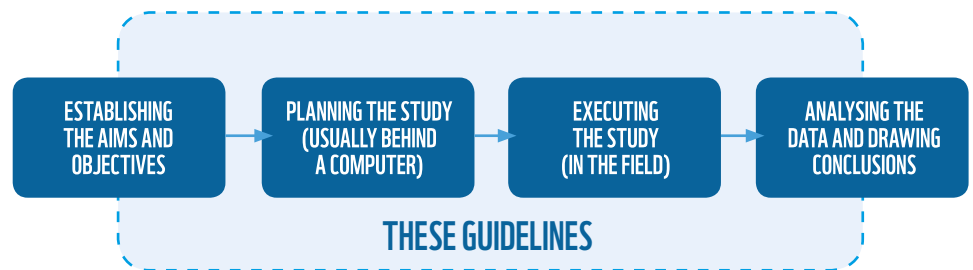 ESTABLISHING
THE AIMS AND
OBJECTIVES
PLANNING THE STUDY
(USUALLY BEHIND
A COMPUTER)
EXECUTING
THE STUDY
(IN THE FIELD)
ANALYSING THE
DATA AND DRAWING
CONCLUSIONS
THESE GUIDELINES